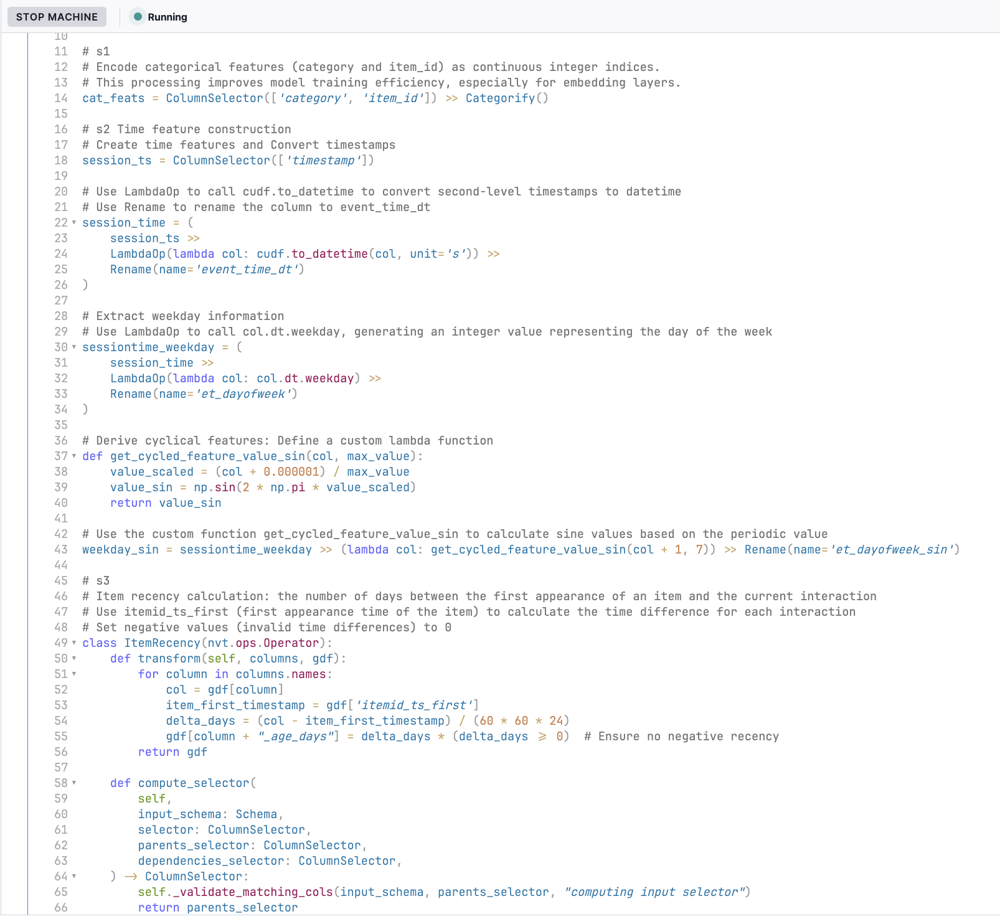 STOP MACHINE
Running
10
11 # s1
12 # Encode categorical features (category and item_id) as continuous integer indices.
13 # This processing improves model training efficiency, especially for embedding layers.
14 cat_feats = ColumnSelector(['category', 'item_id']) >> Categorify()
15
16 # s2 Time feature construction
17 # Create time features and Convert timestamps
18 session_ts = ColumnSelector(['timestamp'])
19
20 # Use LambdaOp to call cudf.to_datetime to convert second-level timestamps to datetime
21 # Use Rename to rename the column to event_time_dt
22 session_time = (
23     session_ts >>
24     LambdaOp(lambda col: cudf.to_datetime(col, unit='s')) >>
25     Rename(name='event_time_dt')
26 )
27
28 # Extract weekday information
29 # Use LambdaOp to call col.dt.weekday, generating an integer value representing the day of the week
30 sessiontime_weekday = (
31     session_time >>
32     LambdaOp(lambda col: col.dt.weekday) >>
33     Rename(name='et_dayofweek')
34 )
35
36 # Derive cyclical features: Define a custom lambda function
37 def get_cycled_feature_value_sin(col, max_value):
38     value_scaled = (col + 0.000001) / max_value
39     value_sin = np.sin(2 * np.pi * value_scaled)
40     return value_sin
41
42 # Use the custom function get_cycled_feature_value_sin to calculate sine values based on the periodic value
43 weekday_sin = sessiontime_weekday >> (lambda col: get_cycled_feature_value_sin(col + 1, 7)) >> Rename(name='et_dayofweek_sin')
44
45 # s3
46 # Item recency calculation: the number of days between the first appearance of an item and the current interaction
47 # Use itemid_ts_first (first appearance time of the item) to calculate the time difference for each interaction
48 # Set negative values (invalid time differences) to 0
49 class ItemRecency(nvt.ops.Operator):
50     def transform(self, columns, gdf):
51         for column in columns.names:
52             col = gdf[column]
53             item_first_timestamp = gdf['itemid_ts_first']
54             delta_days = (col - item_first_timestamp) / (60 * 60 * 24)
55             gdf[column + "_age_days"] = delta_days * (delta_days >= 0)  # Ensure no negative recency
56         return gdf
57
58     def compute_selector(
59         self,
60         input_schema: Schema,
61         selector: ColumnSelector,
62         parents_selector: ColumnSelector,
63         dependencies_selector: ColumnSelector,
64     ) -> ColumnSelector:
65         self._validate_matching_cols(input_schema, parents_selector, "computing input selector")
66         return parents_selector